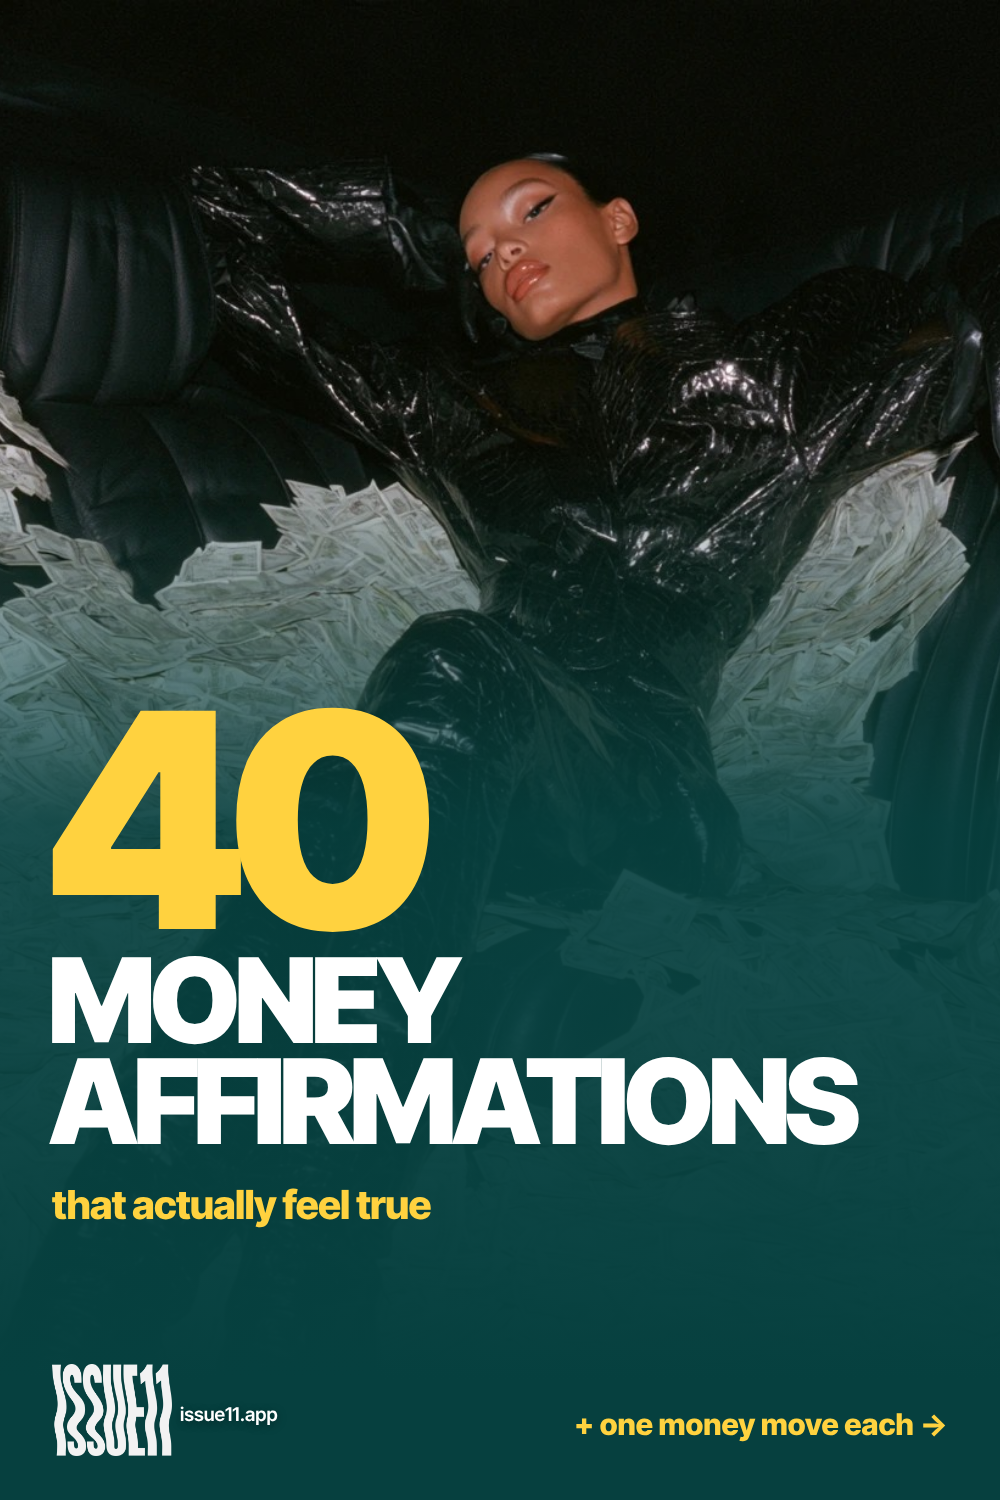 40
MONEY
AFFIRMATIONS
that actually feel true
ISSUE11
issue11.app
+ one money move each →